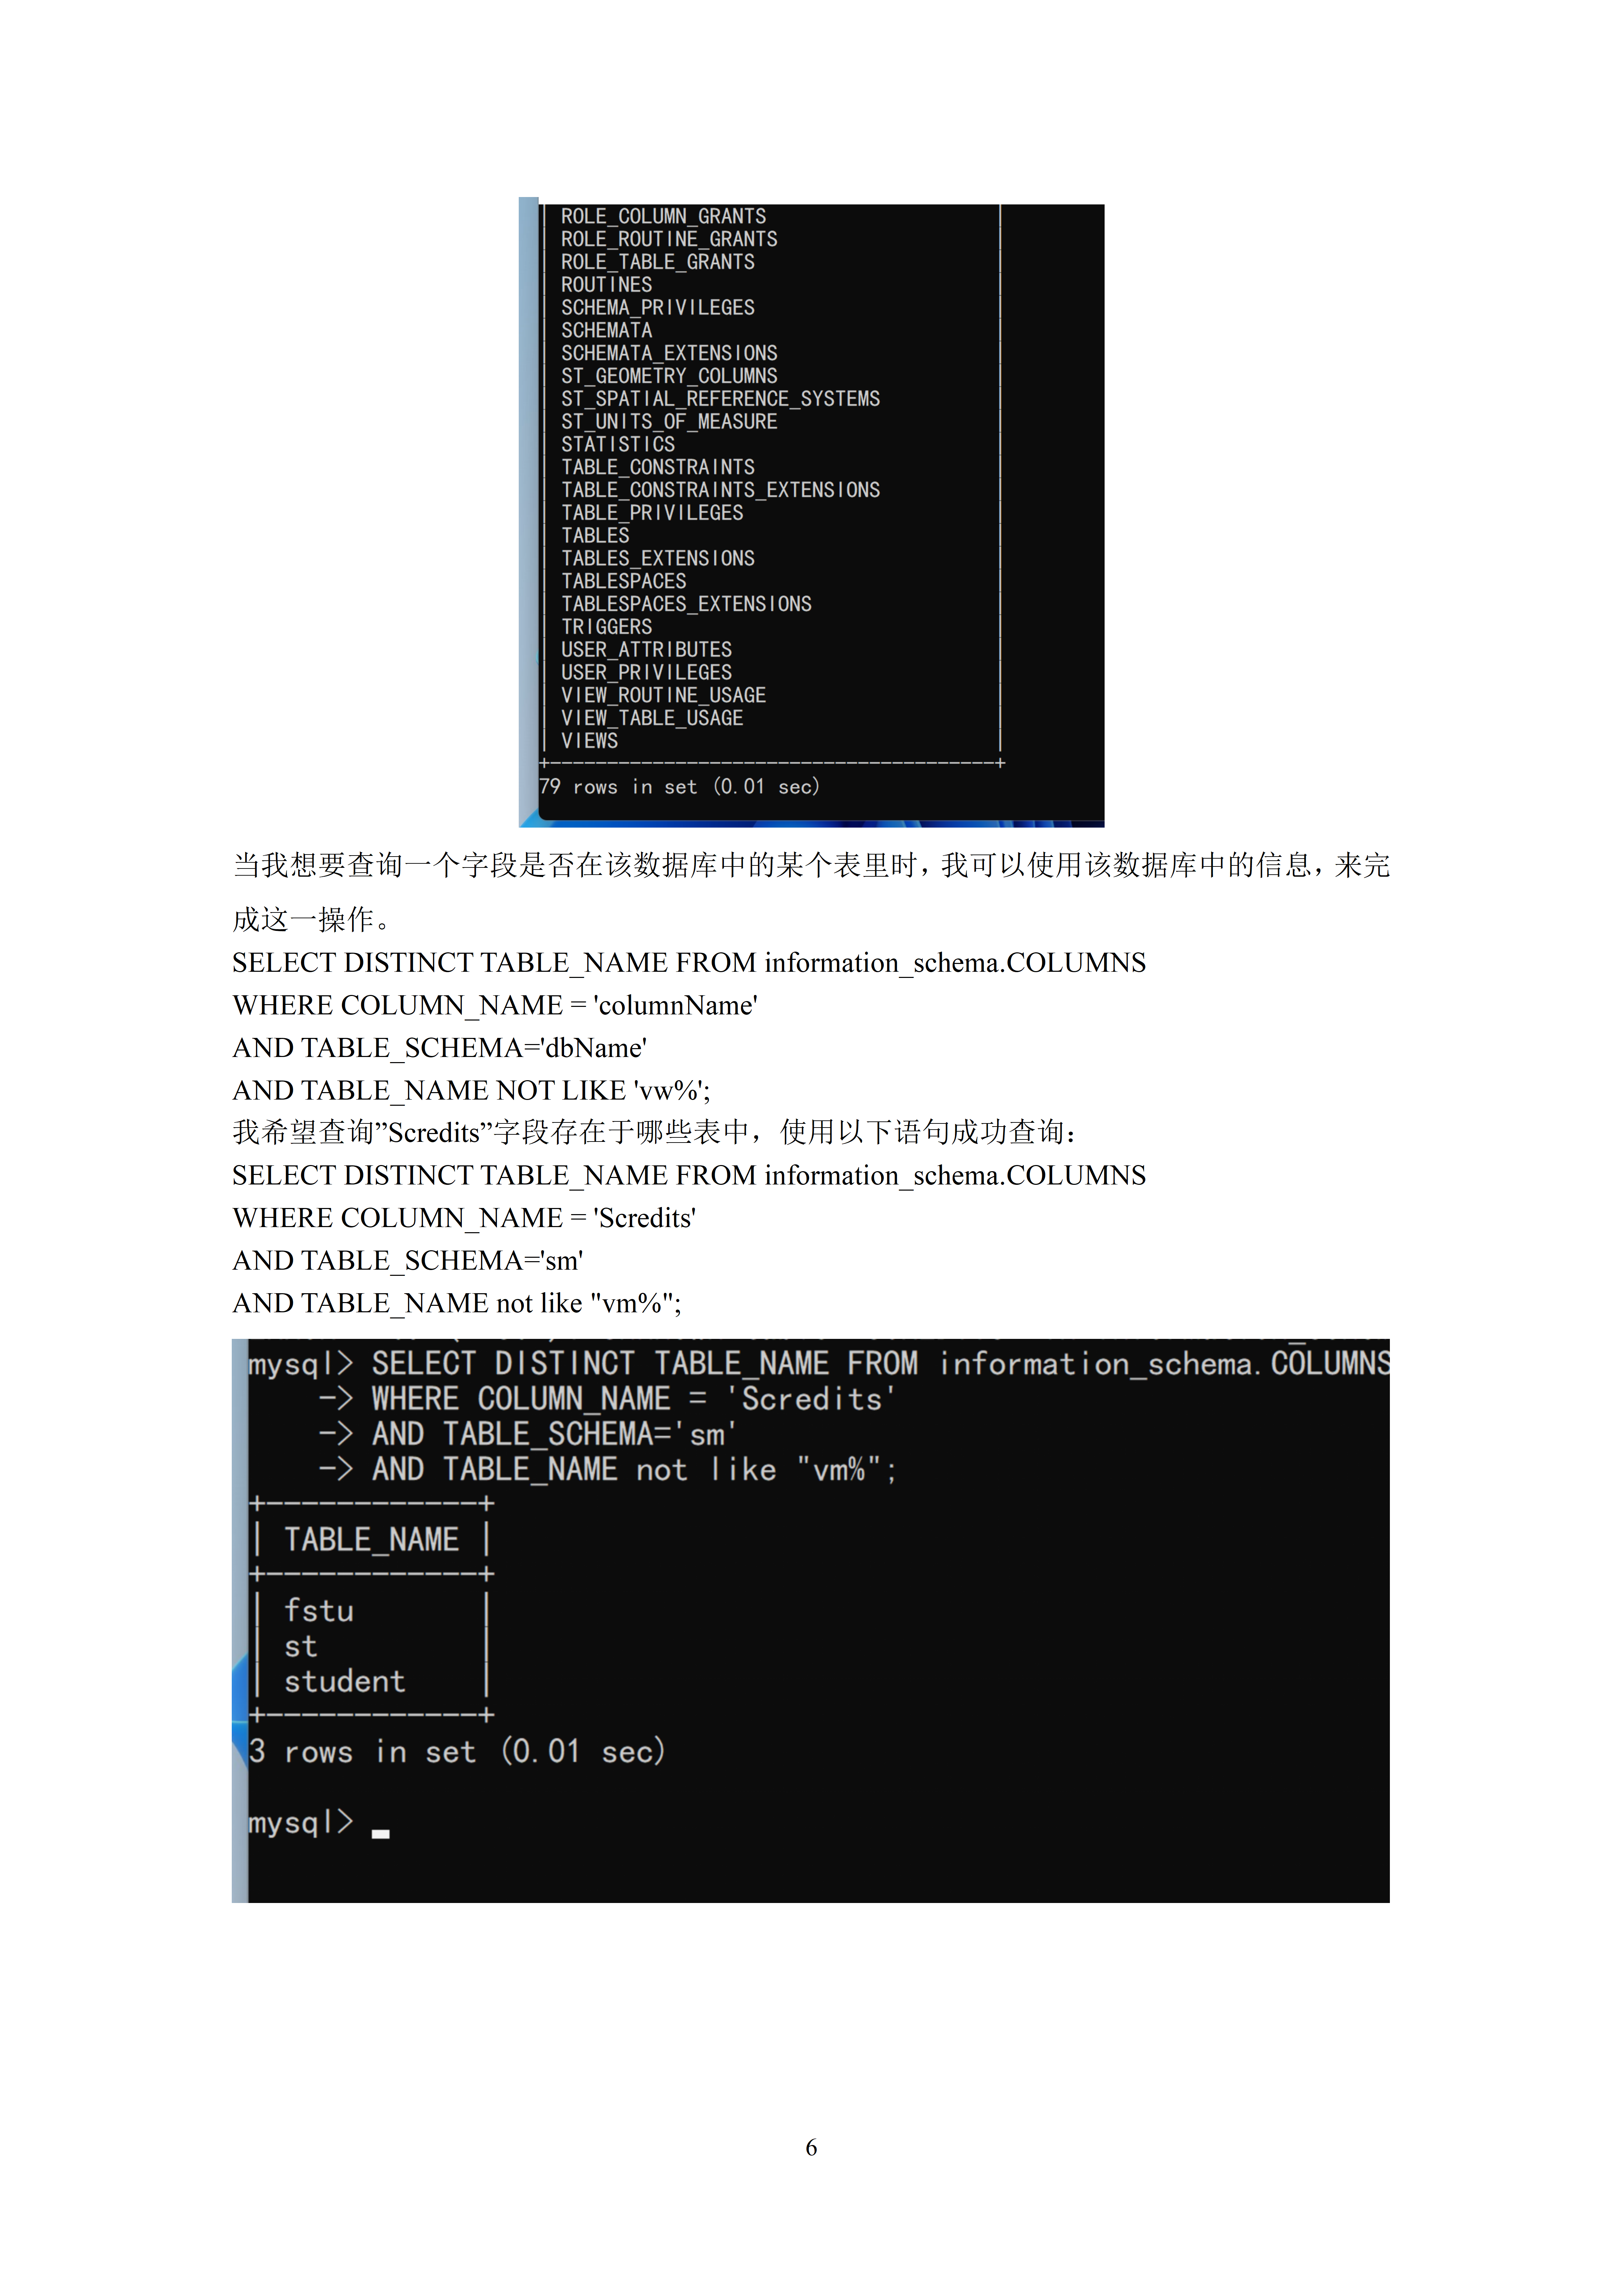 | ROLE_COLUMN_GRANTS |
| ROLE_ROUTINE_GRANTS |
| ROLE_TABLE_GRANTS |
| ROUTINES |
| SCHEMA_PRIVILEGES |
| SCHEMATA |
| SCHEMATA_EXTENSIONS |
| ST_GEOMETRY_COLUMNS |
| ST_SPATIAL_REFERENCE_SYSTEMS |
| ST_UNITS_OF_MEASURE |
| STATISTICS |
| TABLE_CONSTRAINTS |
| TABLE_CONSTRAINTS_EXTENSIONS |
| TABLE_PRIVILEGES |
| TABLES |
| TABLES_EXTENSIONS |
| TABLESPACES |
| TABLESPACES_EXTENSIONS |
| TRIGGERS |
| USER_ATTRIBUTES |
| USER_PRIVILEGES |
| VIEW_ROUTINE_USAGE |
| VIEW_TABLE_USAGE |
| VIEWS |
+---------------------------------------+
79 rows in set (0.01 sec)
当我想要查询一个字段是否在该数据库中的某个表里时，我可以使用该数据库中的信息，来完
成这一操作。
SELECT DISTINCT TABLE_NAME FROM information_schema.COLUMNS
WHERE COLUMN_NAME = 'columnName'
AND TABLE_SCHEMA='dbName'
AND TABLE_NAME NOT LIKE 'vw%';
我希望查询”Scredits”字段存在于哪些表中，使用以下语句成功查询：
SELECT DISTINCT TABLE_NAME FROM information_schema.COLUMNS
WHERE COLUMN_NAME = 'Scredits'
AND TABLE_SCHEMA='sm'
AND TABLE_NAME not like "vm%";
mysql> SELECT DISTINCT TABLE_NAME FROM information_schema.COLUMNS
-> WHERE COLUMN_NAME = 'Scredits'
-> AND TABLE_SCHEMA='sm'
-> AND TABLE_NAME not like "vm%";
+------------+
| TABLE_NAME |
+------------+
| fstu |
| st |
| student |
+------------+
3 rows in set (0.01 sec)
mysql>
6